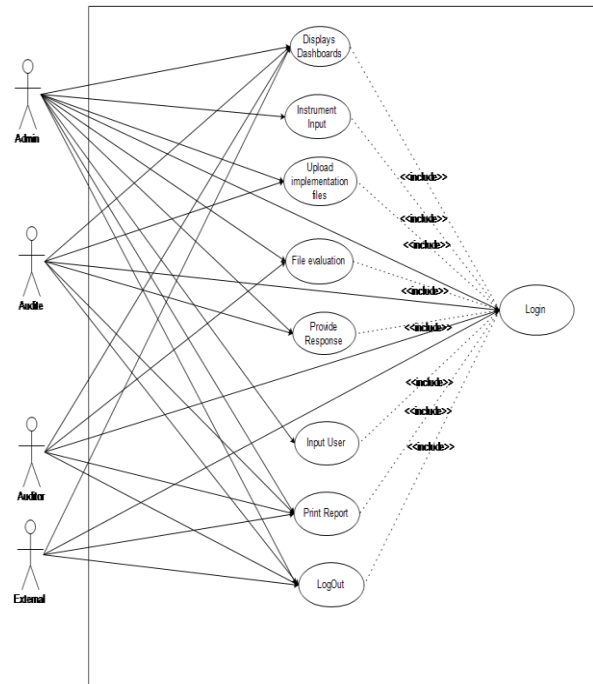 Displays
Dashboards
Admin
Instrument
Input
Upload
implementation
files
<<include>>
<<include>>
<<include>>
Audite
File evaluation
<<include>>
Login
Provide
Response
<<include>>
<<include>>
<<include>>
Auditor
Input User
<<include>>
Print Report
External
LogOut